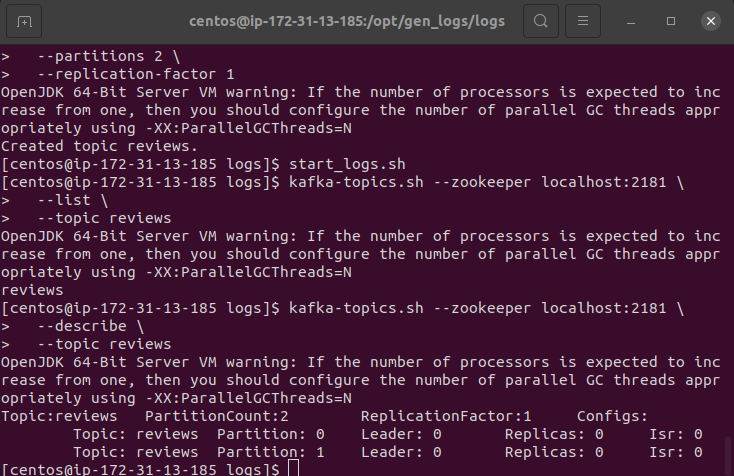 centos@ip-172-31-13-185:/opt/gen_logs/logs
>   --partitions 2 \
>   --replication-factor 1
OpenJDK 64-Bit Server VM warning: If the number of processors is expected to inc
rease from one, then you should configure the number of parallel GC threads appr
opriately using -XX:ParallelGCThreads=N
Created topic reviews.
[centos@ip-172-31-13-185 logs]$ start_logs.sh
[centos@ip-172-31-13-185 logs]$ kafka-topics.sh --zookeeper localhost:2181 \
>   --list \
>   --topic reviews
OpenJDK 64-Bit Server VM warning: If the number of processors is expected to inc
rease from one, then you should configure the number of parallel GC threads appr
opriately using -XX:ParallelGCThreads=N
reviews
[centos@ip-172-31-13-185 logs]$ kafka-topics.sh --zookeeper localhost:2181 \
>   --describe \
>   --topic reviews
OpenJDK 64-Bit Server VM warning: If the number of processors is expected to inc
rease from one, then you should configure the number of parallel GC threads appr
opriately using -XX:ParallelGCThreads=N
Topic:reviews   PartitionCount:2        ReplicationFactor:1     Configs:
        Topic: reviews  Partition: 0    Leader: 0       Replicas: 0     Isr: 0
        Topic: reviews  Partition: 1    Leader: 0       Replicas: 0     Isr: 0
[centos@ip-172-31-13-185 logs]$